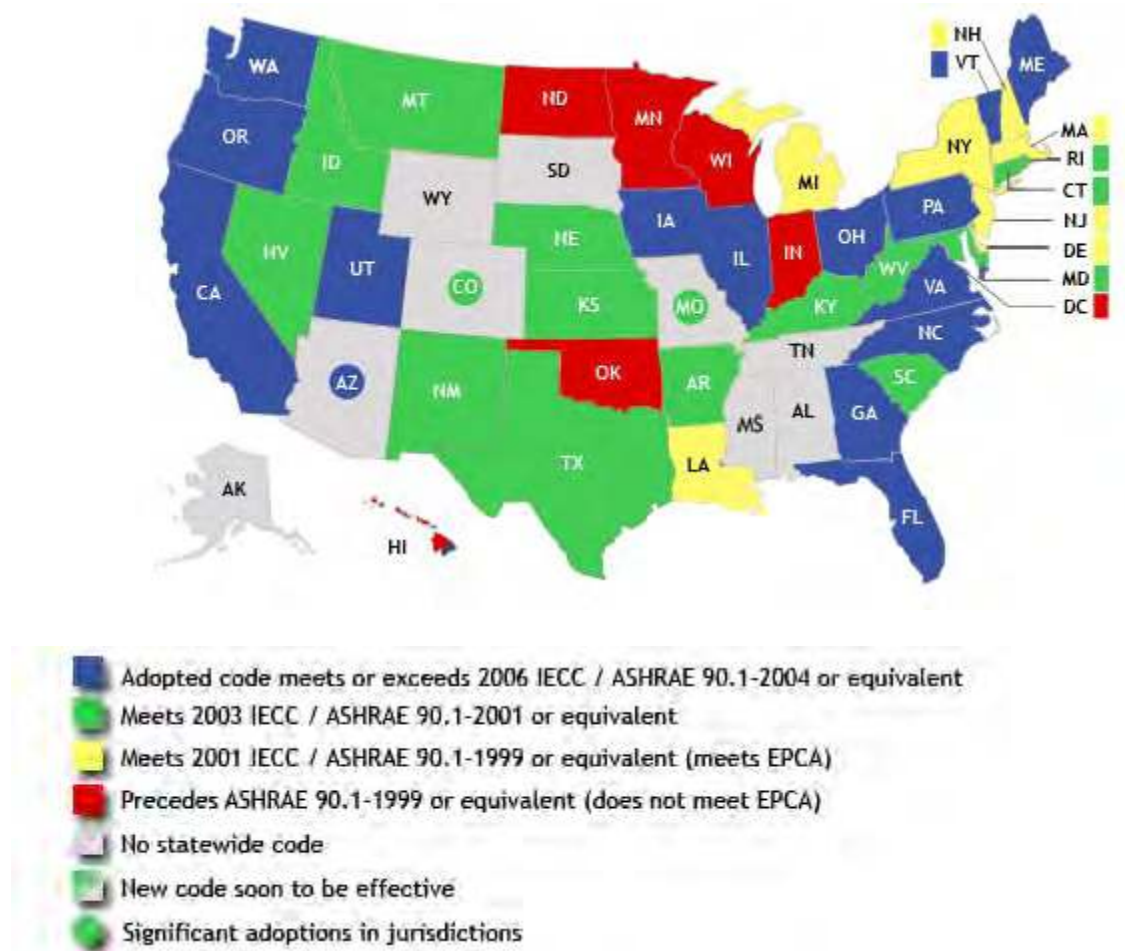 WA
MT
ND
MN
OR
ID
WY
SD
WI
MI
NY
NH
VT
ME
MA
RI
CT
NJ
DE
MD
DC
NV
UT
CA
CO
NE
KS
IA
IL
MO
IN
OH
PA
WV
VA
KY
NC
TN
SC
AZ
NM
OK
AR
MS
AL
GA
TX
LA
FL
AK
HI
Adopted code meets or exceeds 2006 IECC / ASHRAE 90.1-2004 or equivalent
Meets 2003 IECC / ASHRAE 90.1-2001 or equivalent
Meets 2001 IECC / ASHRAE 90.1-1999 or equivalent (meets EPCA)
Precedes ASHRAE 90.1-1999 or equivalent (does not meet EPCA)
No statewide code
New code soon to be effective
Significant adoptions in jurisdictions